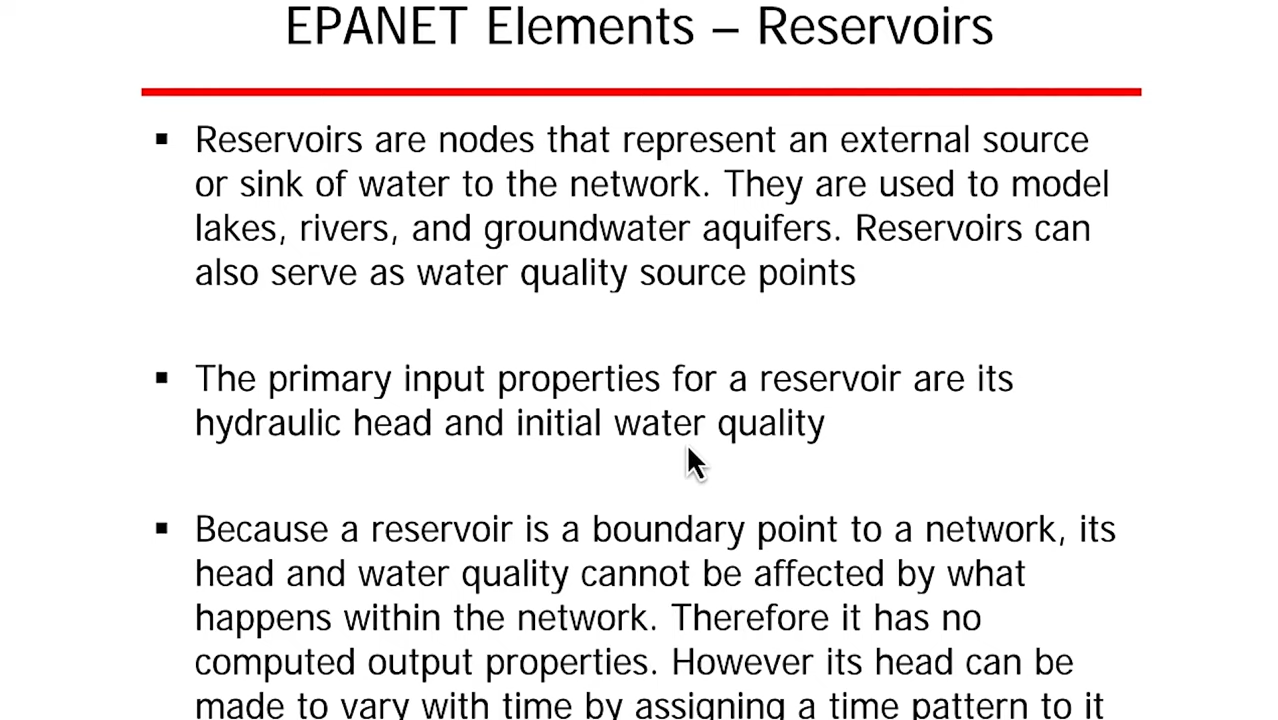 EPANET Elements – Reservoirs
▪ Reservoirs are nodes that represent an external source
or sink of water to the network. They are used to model
lakes, rivers, and groundwater aquifers. Reservoirs can
also serve as water quality source points
▪ The primary input properties for a reservoir are its
hydraulic head and initial water quality
▪ Because a reservoir is a boundary point to a network, its
head and water quality cannot be affected by what
happens within the network. Therefore it has no
computed output properties. However its head can be
made to vary with time by assigning a time pattern to it